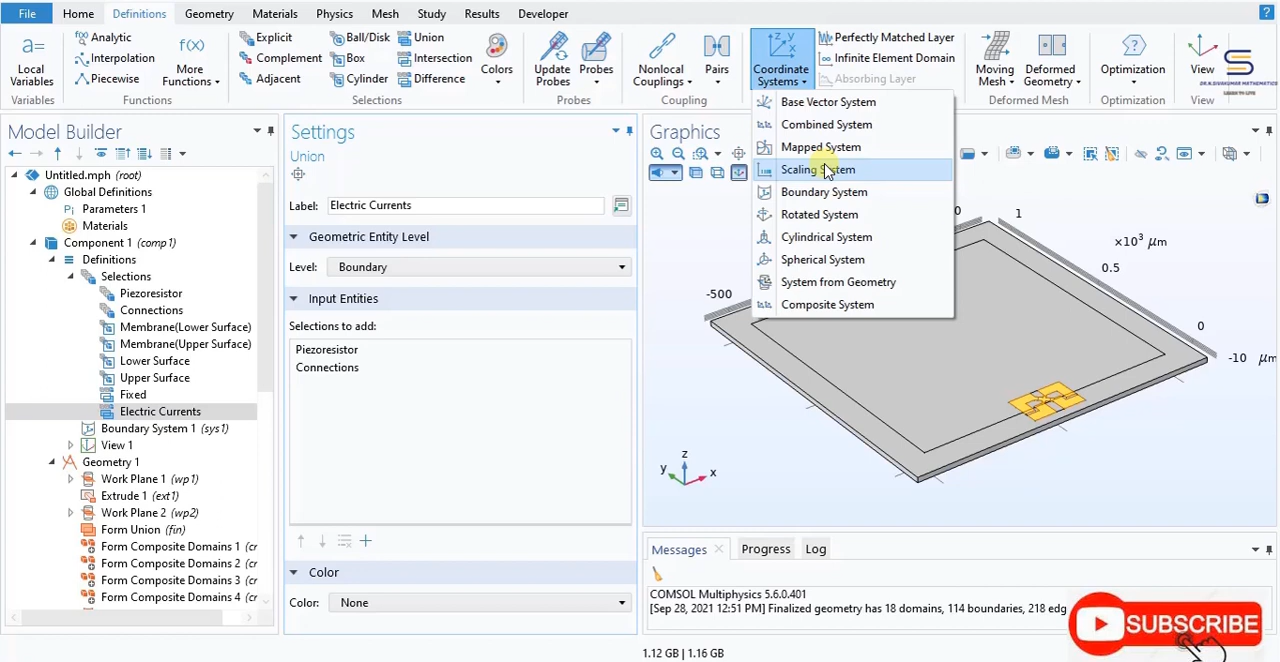 File Home Definitions Geometry Materials Physics Mesh Study Results Developer
?
a=
Local
Variables
Variables
f(x) Analytic
Interpolation
Piecewise
f(x)
More
Functions
Functions
Explicit
Complement
Adjacent
Ball/Disk
Box
Cylinder
Union
Intersection
Difference
Colors
Selections
Update
Probes
Probes
Probes
Nonlocal
Couplings
Pairs
Coupling
z y
x
Coordinate
Systems
Perfectly Matched Layer
Infinite Element Domain
Absorbing Layer
Moving
Mesh
Deformed
Geometry
Deformed Mesh
Optimization
Optimization
View
View
DR.N.DIVAKUMAR MATHEMATICS
LEARN TO LIVE
Base Vector System
Combined System
Mapped System
Scaling System
Boundary System
Rotated System
Cylindrical System
Spherical System
System from Geometry
Composite System
Model Builder
Untitled.mph (root)
Global Definitions
Pi Parameters 1
Materials
Component 1 (comp1)
Definitions
Selections
Piezoresistor
Connections
Membrane(Lower Surface)
Membrane(Upper Surface)
Lower Surface
Upper Surface
Fixed
Electric Currents
Boundary System 1 (sys1)
View 1
Geometry 1
Work Plane 1 (wp1)
Extrude 1 (ext1)
Work Plane 2 (wp2)
Form Union (fin)
Form Composite Domains 1 (cr
Form Composite Domains 2 (cr
Form Composite Domains 3 (cr
Form Composite Domains 4 (cr
Settings
Union
Label: Electric Currents
Geometric Entity Level
Level: Boundary
Input Entities
Selections to add:
Piezoresistor
Connections
Color
Color: None
Graphics
0
1
×10³ µm
0.5
-500
0
-10 µm
z
y
x
Messages Progress Log
COMSOL Multiphysics 5.6.0.401
[Sep 28, 2021 12:51 PM] Finalized geometry has 18 domains, 114 boundaries, 218 edg
SUBSCRIBE
1.12 GB | 1.16 GB